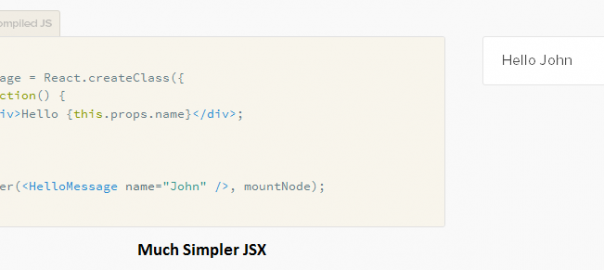 ompiled JS
age = React.createClass({
ction() {
iv>Hello {this.props.name}</div>;
er(<HelloMessage name="John" />, mountNode);
Hello John
Much Simpler JSX